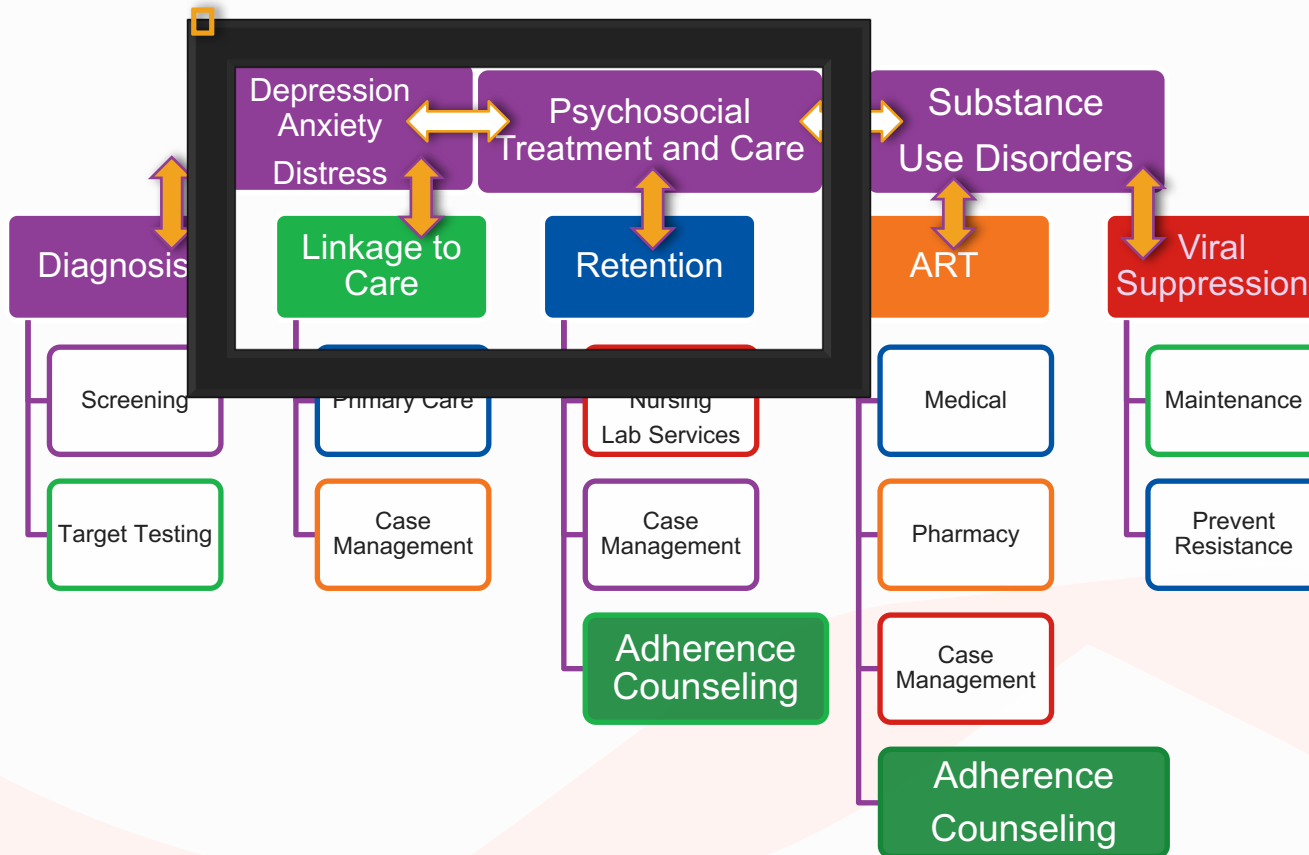 Depression
Anxiety
Distress
Psychosocial
Treatment and Care
Substance
Use Disorders
Diagnosis
Linkage to
Care
Retention
ART
Viral
Suppression
Screening
Primary Care
Nursing
Lab Services
Medical
Maintenance
Target Testing
Case
Management
Case
Management
Pharmacy
Prevent
Resistance
Adherence
Counseling
Case
Management
Adherence
Counseling